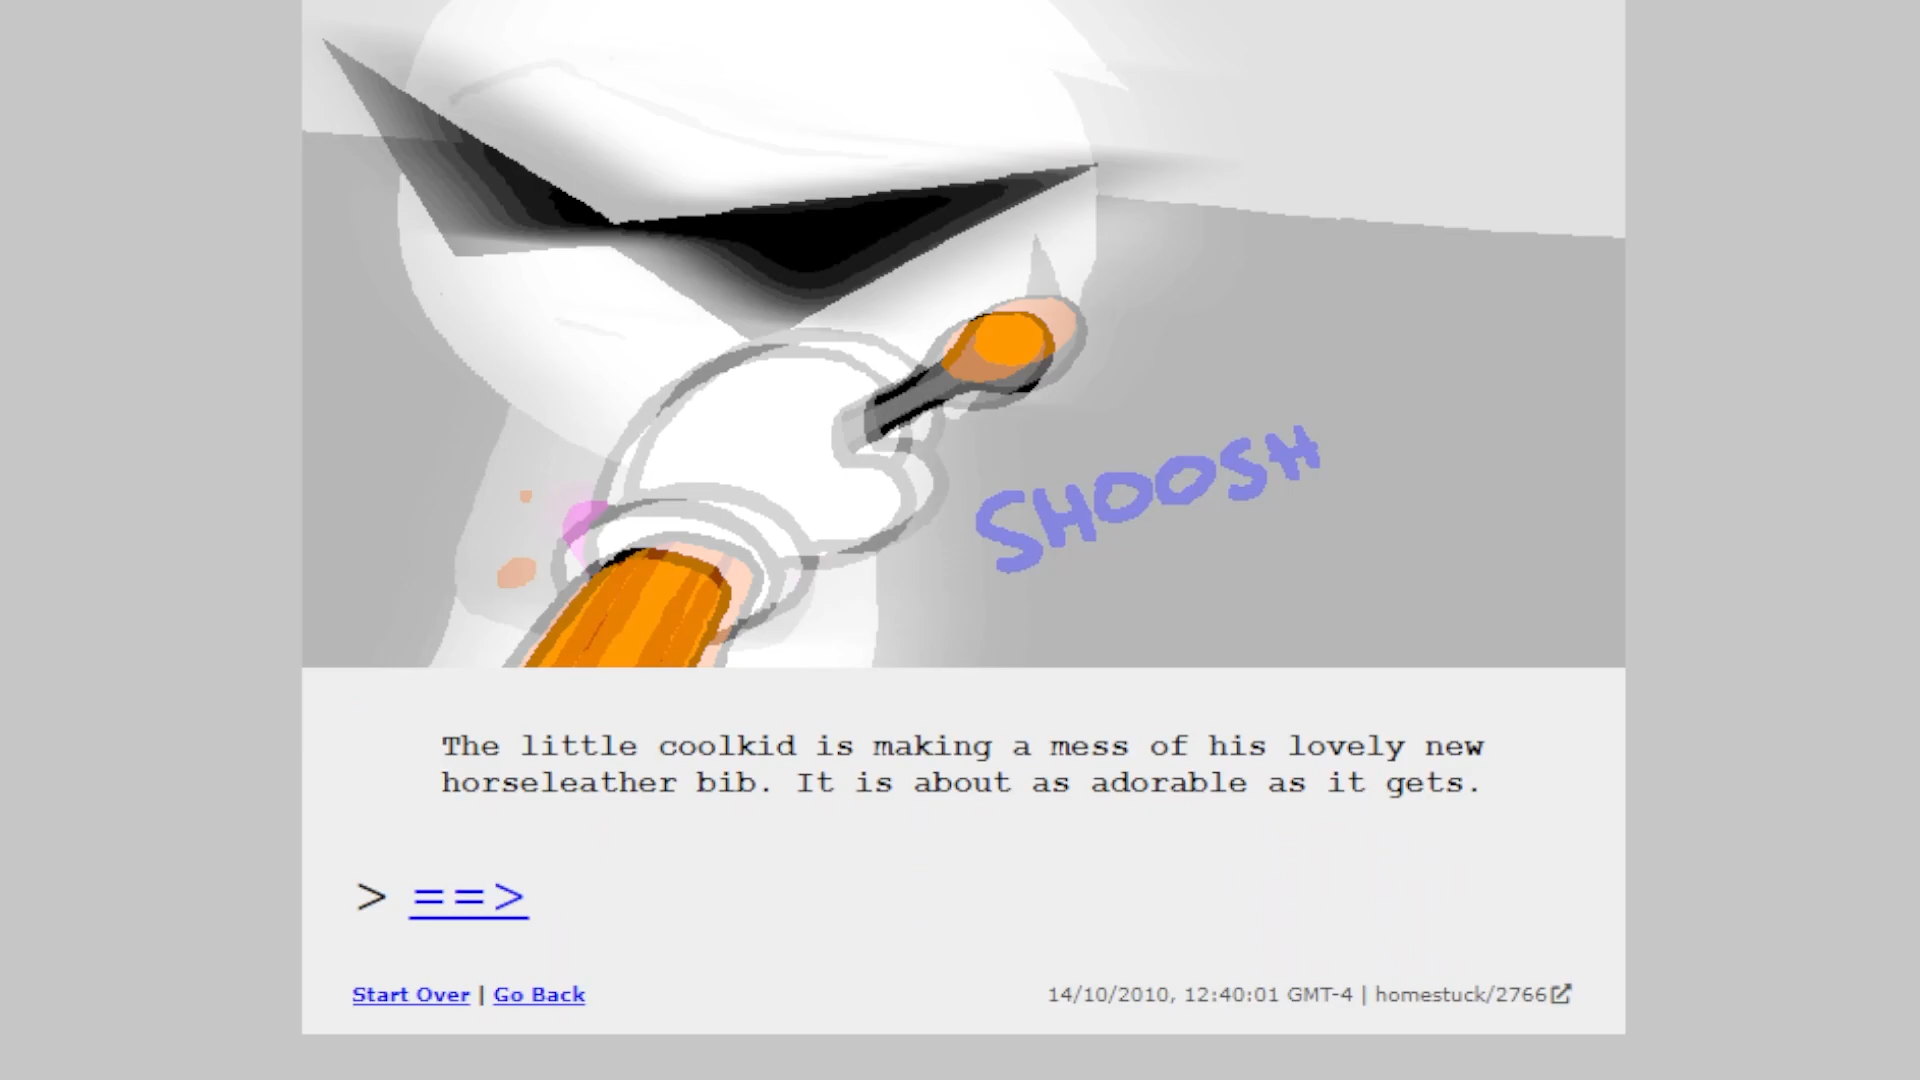 SHOOSH
The little coolkid is making a mess of his lovely new
horseleather bib. It is about as adorable as it gets.
> ==>
Start Over | Go Back
14/10/2010, 12:40:01 GMT-4 | homestuck/2766